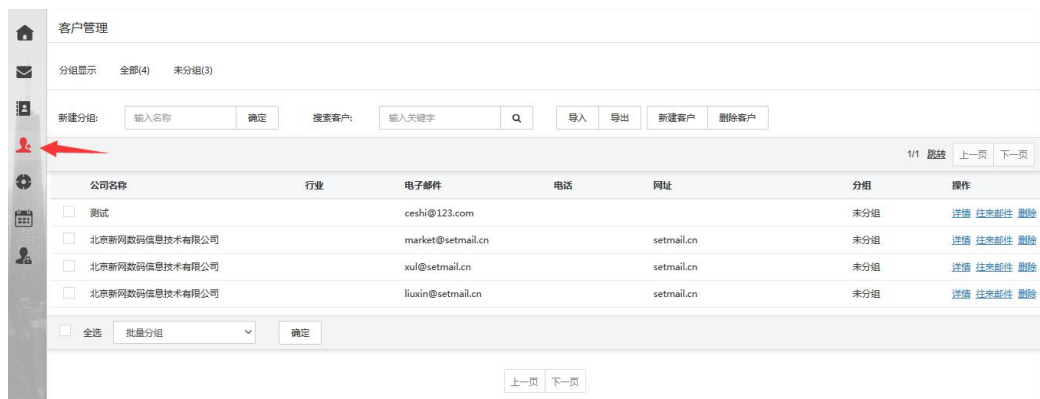 客户管理
分组显示 全部(4) 未分组(3)
新建分组: 输入名称 确定 搜索客户: 输入关键字 导入 导出 新建客户 删除客户
1/1 跳转 上一页 下一页
公司名称 行业 电子邮件 电话 网址 分组 操作
测试 ceshi@123.com 未分组 详情 往来邮件 删除
北京新网数码信息技术有限公司 market@setmail.cn setmail.cn 未分组 详情 往来邮件 删除
北京新网数码信息技术有限公司 xul@setmail.cn setmail.cn 未分组 详情 往来邮件 删除
北京新网数码信息技术有限公司 liuxin@setmail.cn setmail.cn 未分组 详情 往来邮件 删除
全选 批量分组 确定
上一页 下一页